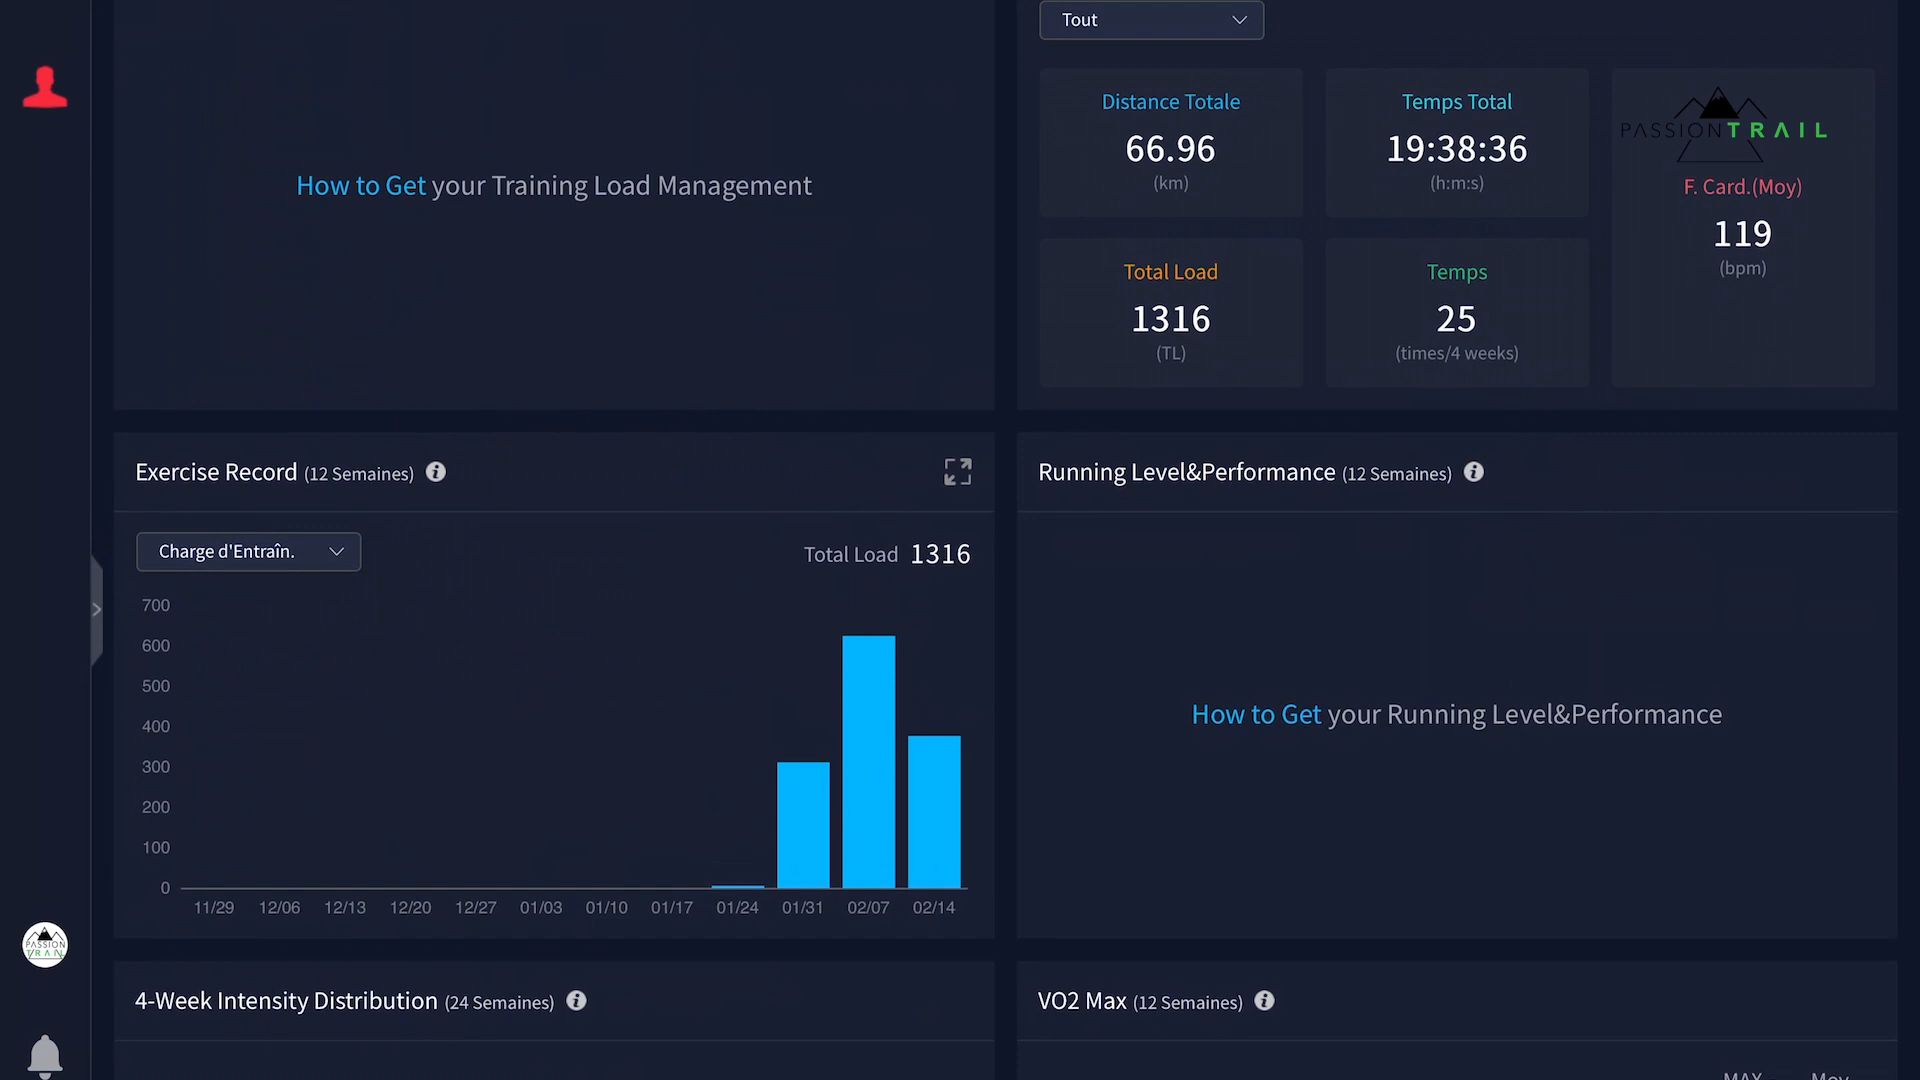 Tout
Distance Totale
66.96
(km)
Temps Total
19:38:36
(h:m:s)
PASSIONTRAIL
F. Card.(Moy)
119
(bpm)
How to Get your Training Load Management
Total Load
1316
(TL)
Temps
25
(times/4 weeks)
Exercise Record (12 Semaines)
Charge d'Entraîn.
Total Load 1316
700
600
500
400
300
200
100
0
11/29 12/06 12/13 12/20 12/27 01/03 01/10 01/17 01/24 01/31 02/07 02/14
Running Level&Performance (12 Semaines)
How to Get your Running Level&Performance
PASSION
TRAIL
4-Week Intensity Distribution (24 Semaines)
VO2 Max (12 Semaines)
MAX Moy